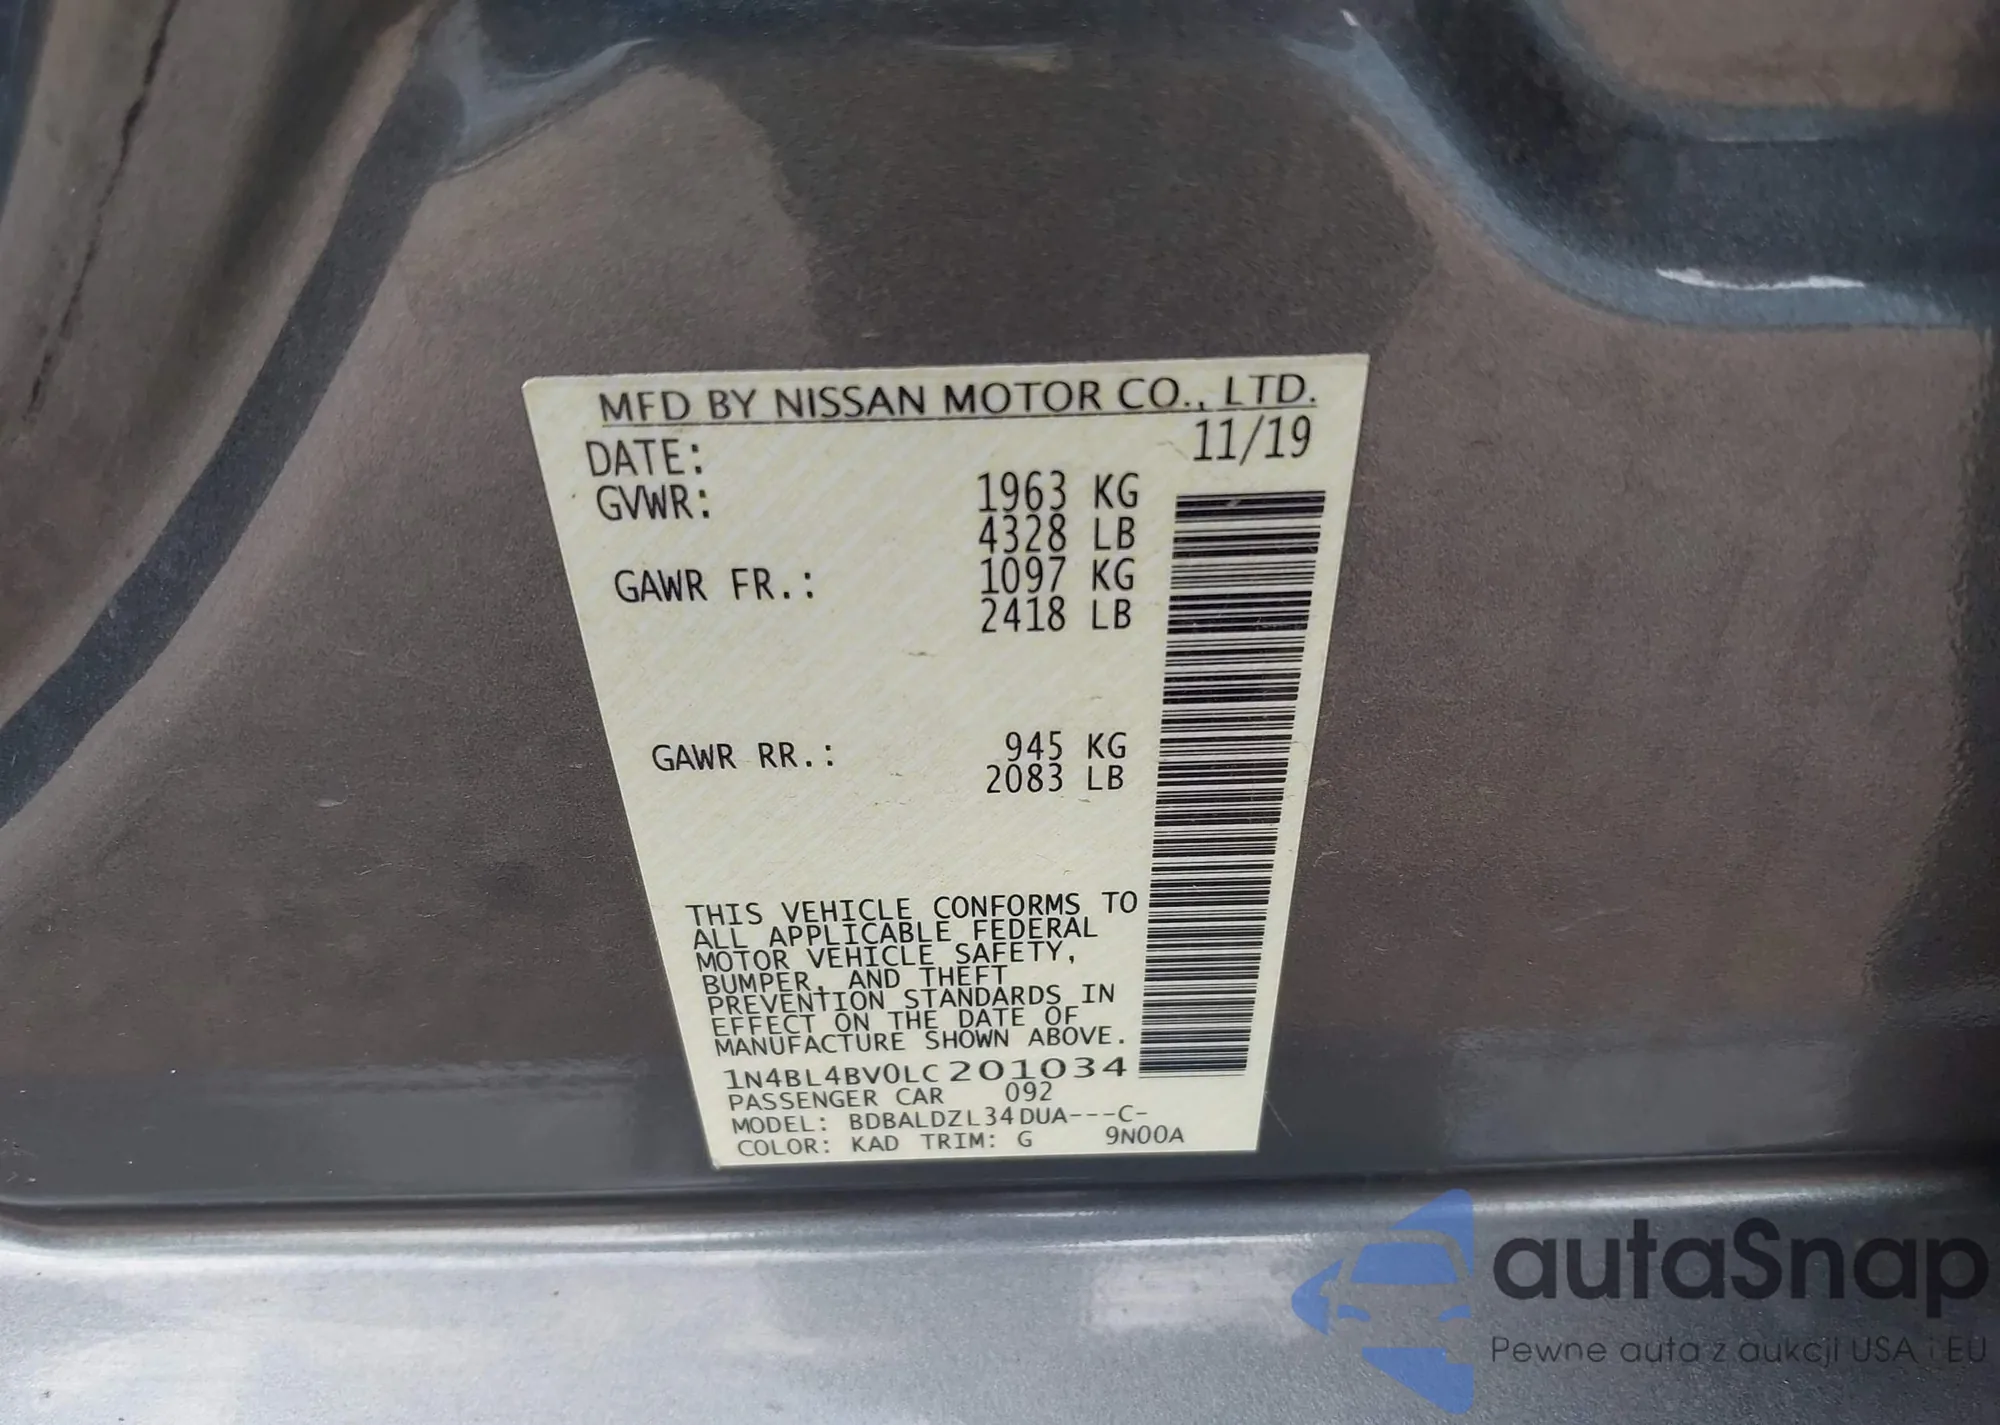 MFD BY NISSAN MOTOR CO., LTD.
DATE: 11/19
GVWR: 1963 KG
4328 LB
GAWR FR.: 1097 KG
2418 LB
GAWR RR.: 945 KG
2083 LB
THIS VEHICLE CONFORMS TO
ALL APPLICABLE FEDERAL
MOTOR VEHICLE SAFETY,
BUMPER, AND THEFT
PREVENTION STANDARDS IN
EFFECT ON THE DATE OF
MANUFACTURE SHOWN ABOVE.
1N4BL4BV0LC201034
PASSENGER CAR 092
MODEL: BDBALDZL34DUA---C-
COLOR: KAD TRIM: G 9N00A
autaSnap
Pewne auta z aukcji USA i EU